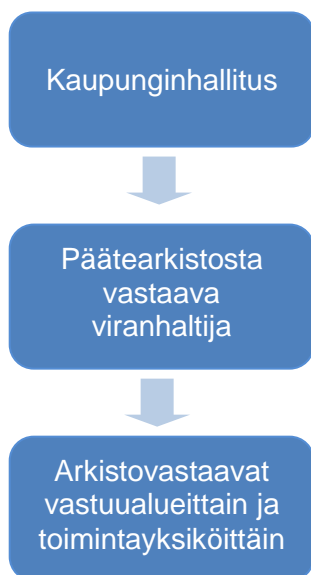 Kaupunginhallitus
Päätearkistosta
vastaava
viranhaltija
Arkistovastaavat
vastuualueittain ja
toimintayksiköittäin